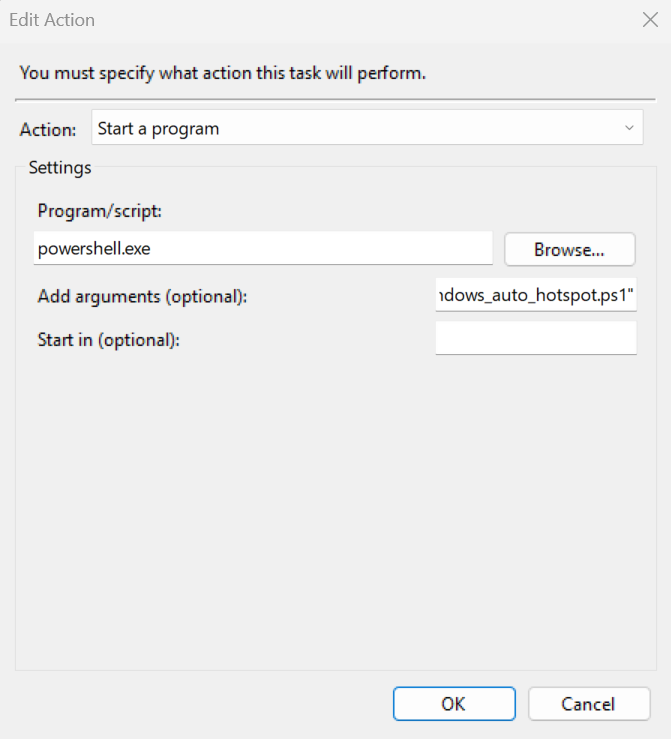 Edit Action
You must specify what action this task will perform.
Action: Start a program
Settings
Program/script:
powershell.exe Browse...
Add arguments (optional): ndows_auto_hotspot.ps1"
Start in (optional):
OK Cancel